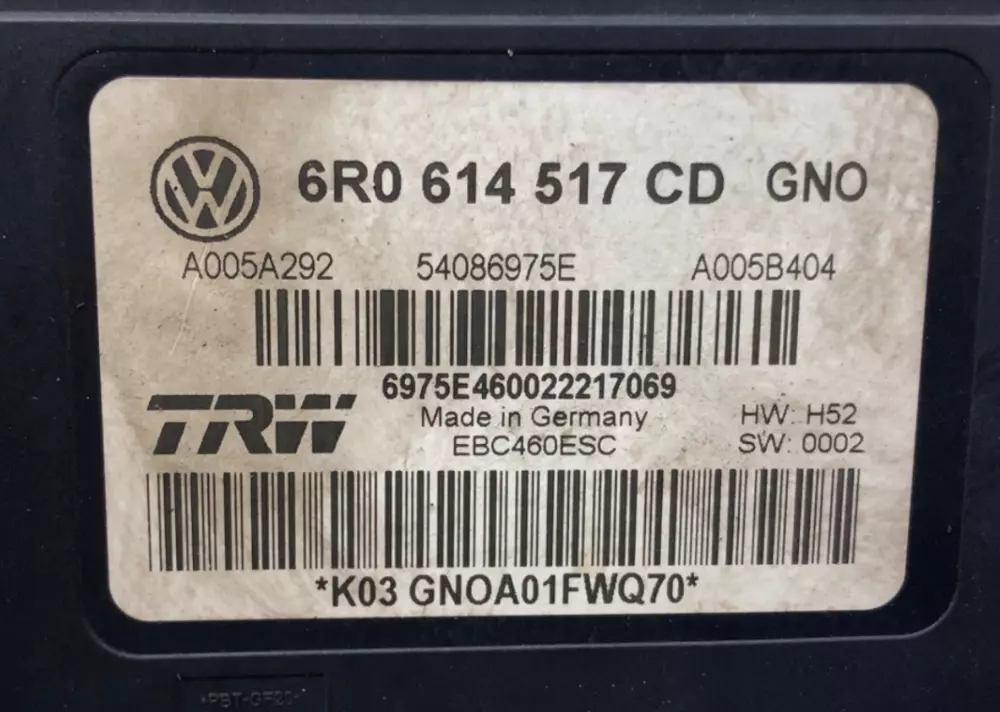 6R0 614 517 CD GNO
A005A292 54086975E A005B404
6975E460022217069
TRW Made in Germany HW: H52
EBC460ESC SW: 0002
*K03 GNOA01FWQ70*